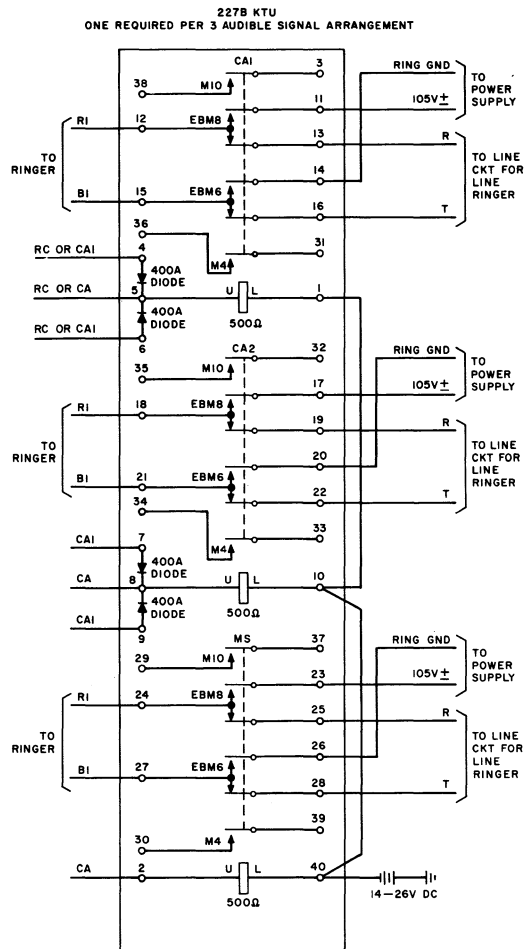 227B KTU
ONE REQUIRED PER 3 AUDIBLE SIGNAL ARRANGEMENT
CA1
3
RING GND
TO
POWER
SUPPLY
38
M10
11
105V±
R1
12
EBM8
13
R
TO
RINGER
14
TO LINE
CKT FOR
LINE
RINGER
B1
15
EBM6
16
T
36
RC OR CA1
4
M4
31
400A
DIODE
RC OR CA
5
U
L
1
400A
DIODE
500Ω
RC OR CA1
6
CA2
32
RING GND
TO
POWER
SUPPLY
35
M10
17
105V±
R1
18
EBM8
19
R
TO
RINGER
20
TO LINE
CKT FOR
LINE
RINGER
B1
21
EBM6
22
T
34
33
CA1
7
M4
400A
DIODE
CA
8
U
L
10
400A
DIODE
500Ω
CA1
9
MS
37
RING GND
TO
POWER
SUPPLY
29
M10
23
105V±
R1
24
EBM8
25
R
TO
RINGER
26
TO LINE
CKT FOR
LINE
RINGER
B1
27
EBM6
28
T
39
30
M4
CA
2
U
L
40
500Ω
14–26V DC